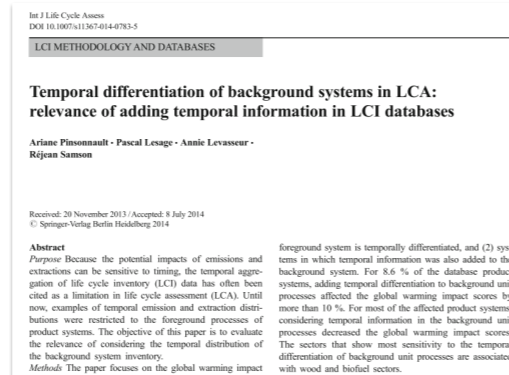 Int J Life Cycle Assess
DOI 10.1007/s11367-014-0783-5
LCI METHODOLOGY AND DATABASES
Temporal differentiation of background systems in LCA:
relevance of adding temporal information in LCI databases
Ariane Pinsonnault · Pascal Lesage · Annie Levasseur ·
Réjean Samson
Received: 20 November 2013 / Accepted: 8 July 2014
© Springer-Verlag Berlin Heidelberg 2014
Abstract
Purpose Because the potential impacts of emissions and
extractions can be sensitive to timing, the temporal aggre-
gation of life cycle inventory (LCI) data has often been
cited as a limitation in life cycle assessment (LCA). Until
now, examples of temporal emission and extraction distri-
butions were restricted to the foreground processes of
product systems. The objective of this paper is to evaluate
the relevance of considering the temporal distribution of
the background system inventory.
Methods The paper focuses on the global warming impact
foreground system is temporally differentiated, and (2) sys
tems in which temporal information was also added to the
background system. For 8.6 % of the database product
systems, adding temporal differentiation to background uni
processes affected the global warming impact scores by
more than 10 %. For most of the affected product systems
considering temporal information in the background uni
processes decreased the global warming impact scores
The sectors that show most sensitivity to the temporal
differentiation of background unit processes are associated
with wood and biofuel sectors.